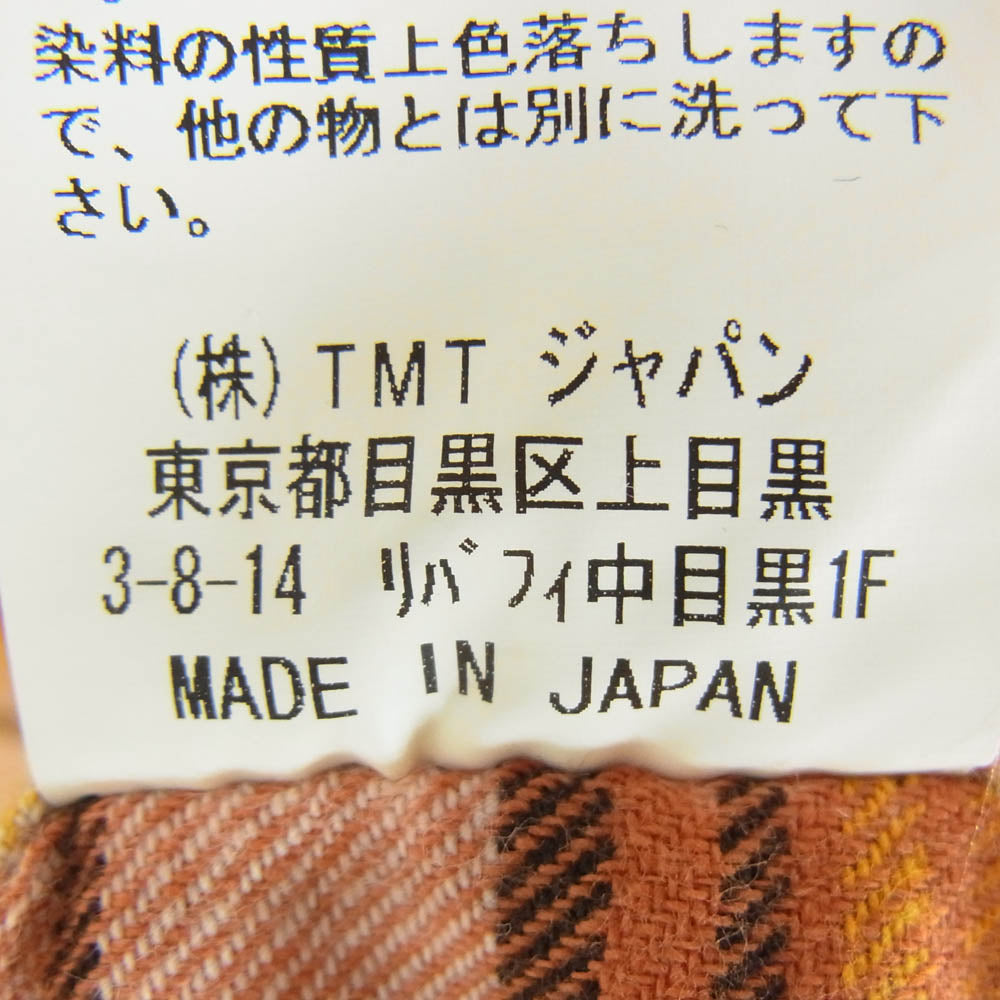 染料の性質上色落ちしますの
で、他の物とは別に洗って下
さい。
(株) TMT ジャパン
東京都目黒区上目黒
3-8-14 ﾘﾊﾞﾌｨ中目黒1F
MADE IN JAPAN